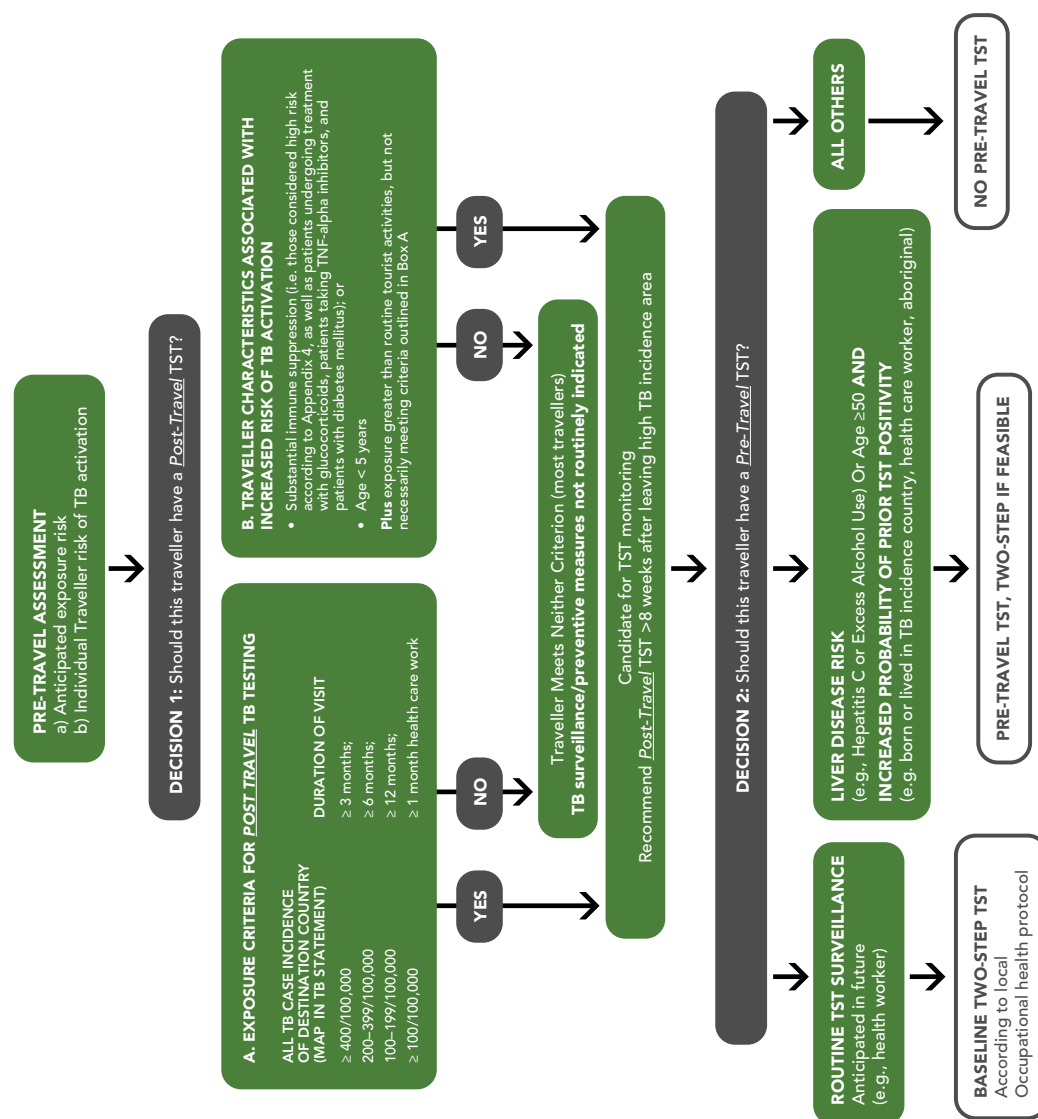 PRE-TRAVEL ASSESSMENT
a) Anticipated exposure risk
b) Individual Traveller risk of TB activation
DECISION 1: Should this traveller have a Post-Travel TST?
A. EXPOSURE CRITERIA FOR POST TRAVEL TB TESTING
ALL TB CASE INCIDENCE
OF DESTINATION COUNTRY
(MAP IN TB STATEMENT)
DURATION OF VISIT
≥ 400/100,000 ≥ 3 months;
200–399/100,000 ≥ 6 months;
100–199/100,000 ≥ 12 months;
≥ 100/100,000 ≥ 1 month health care work
B. TRAVELLER CHARACTERISTICS ASSOCIATED WITH
INCREASED RISK OF TB ACTIVATION
• Substantial immune suppression (i.e. those considered high risk
according to Appendix 4, as well as patients undergoing treatment
with glucocorticoids, patients taking TNF-alpha inhibitors, and
patients with diabetes mellitus); or
• Age < 5 years
Plus exposure greater than routine tourist activities, but not
necessarily meeting criteria outlined in Box A
YES
NO
NO
YES
Traveller Meets Neither Criterion (most travellers)
TB surveillance/preventive measures not routinely indicated
Candidate for TST monitoring
Recommend Post-Travel TST >8 weeks after leaving high TB incidence area
DECISION 2: Should this traveller have a Pre-Travel TST?
ROUTINE TST SURVEILLANCE
Anticipated in future
(e.g., health worker)
LIVER DISEASE RISK
(e.g., Hepatitis C or Excess Alcohol Use) Or Age ≥50 AND
INCREASED PROBABILITY OF PRIOR TST POSITIVITY
(e.g. born or lived in TB incidence country, health care worker, aboriginal)
ALL OTHERS
BASELINE TWO-STEP TST
According to local
Occupational health protocol
PRE-TRAVEL TST, TWO-STEP IF FEASIBLE
NO PRE-TRAVEL TST